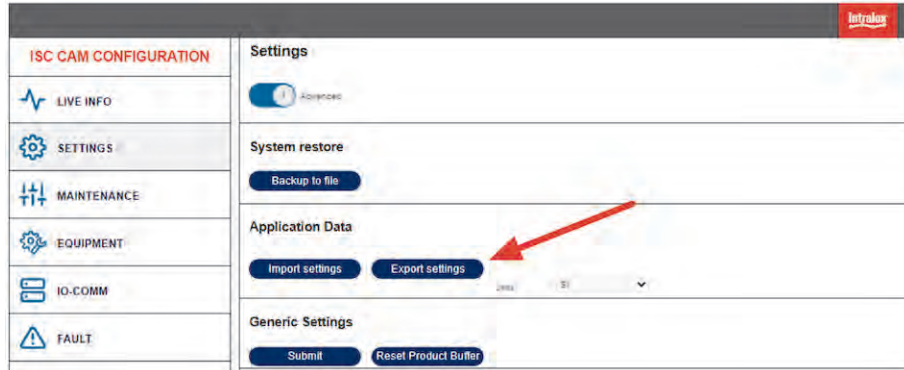 Intralox
ISC CAM CONFIGURATION
LIVE INFO
SETTINGS
MAINTENANCE
EQUIPMENT
IO-COMM
FAULT
Settings
Advanced
System restore
Backup to file
Application Data
Import settings
Export settings
SI
Generic Settings
Submit
Reset Product Buffer